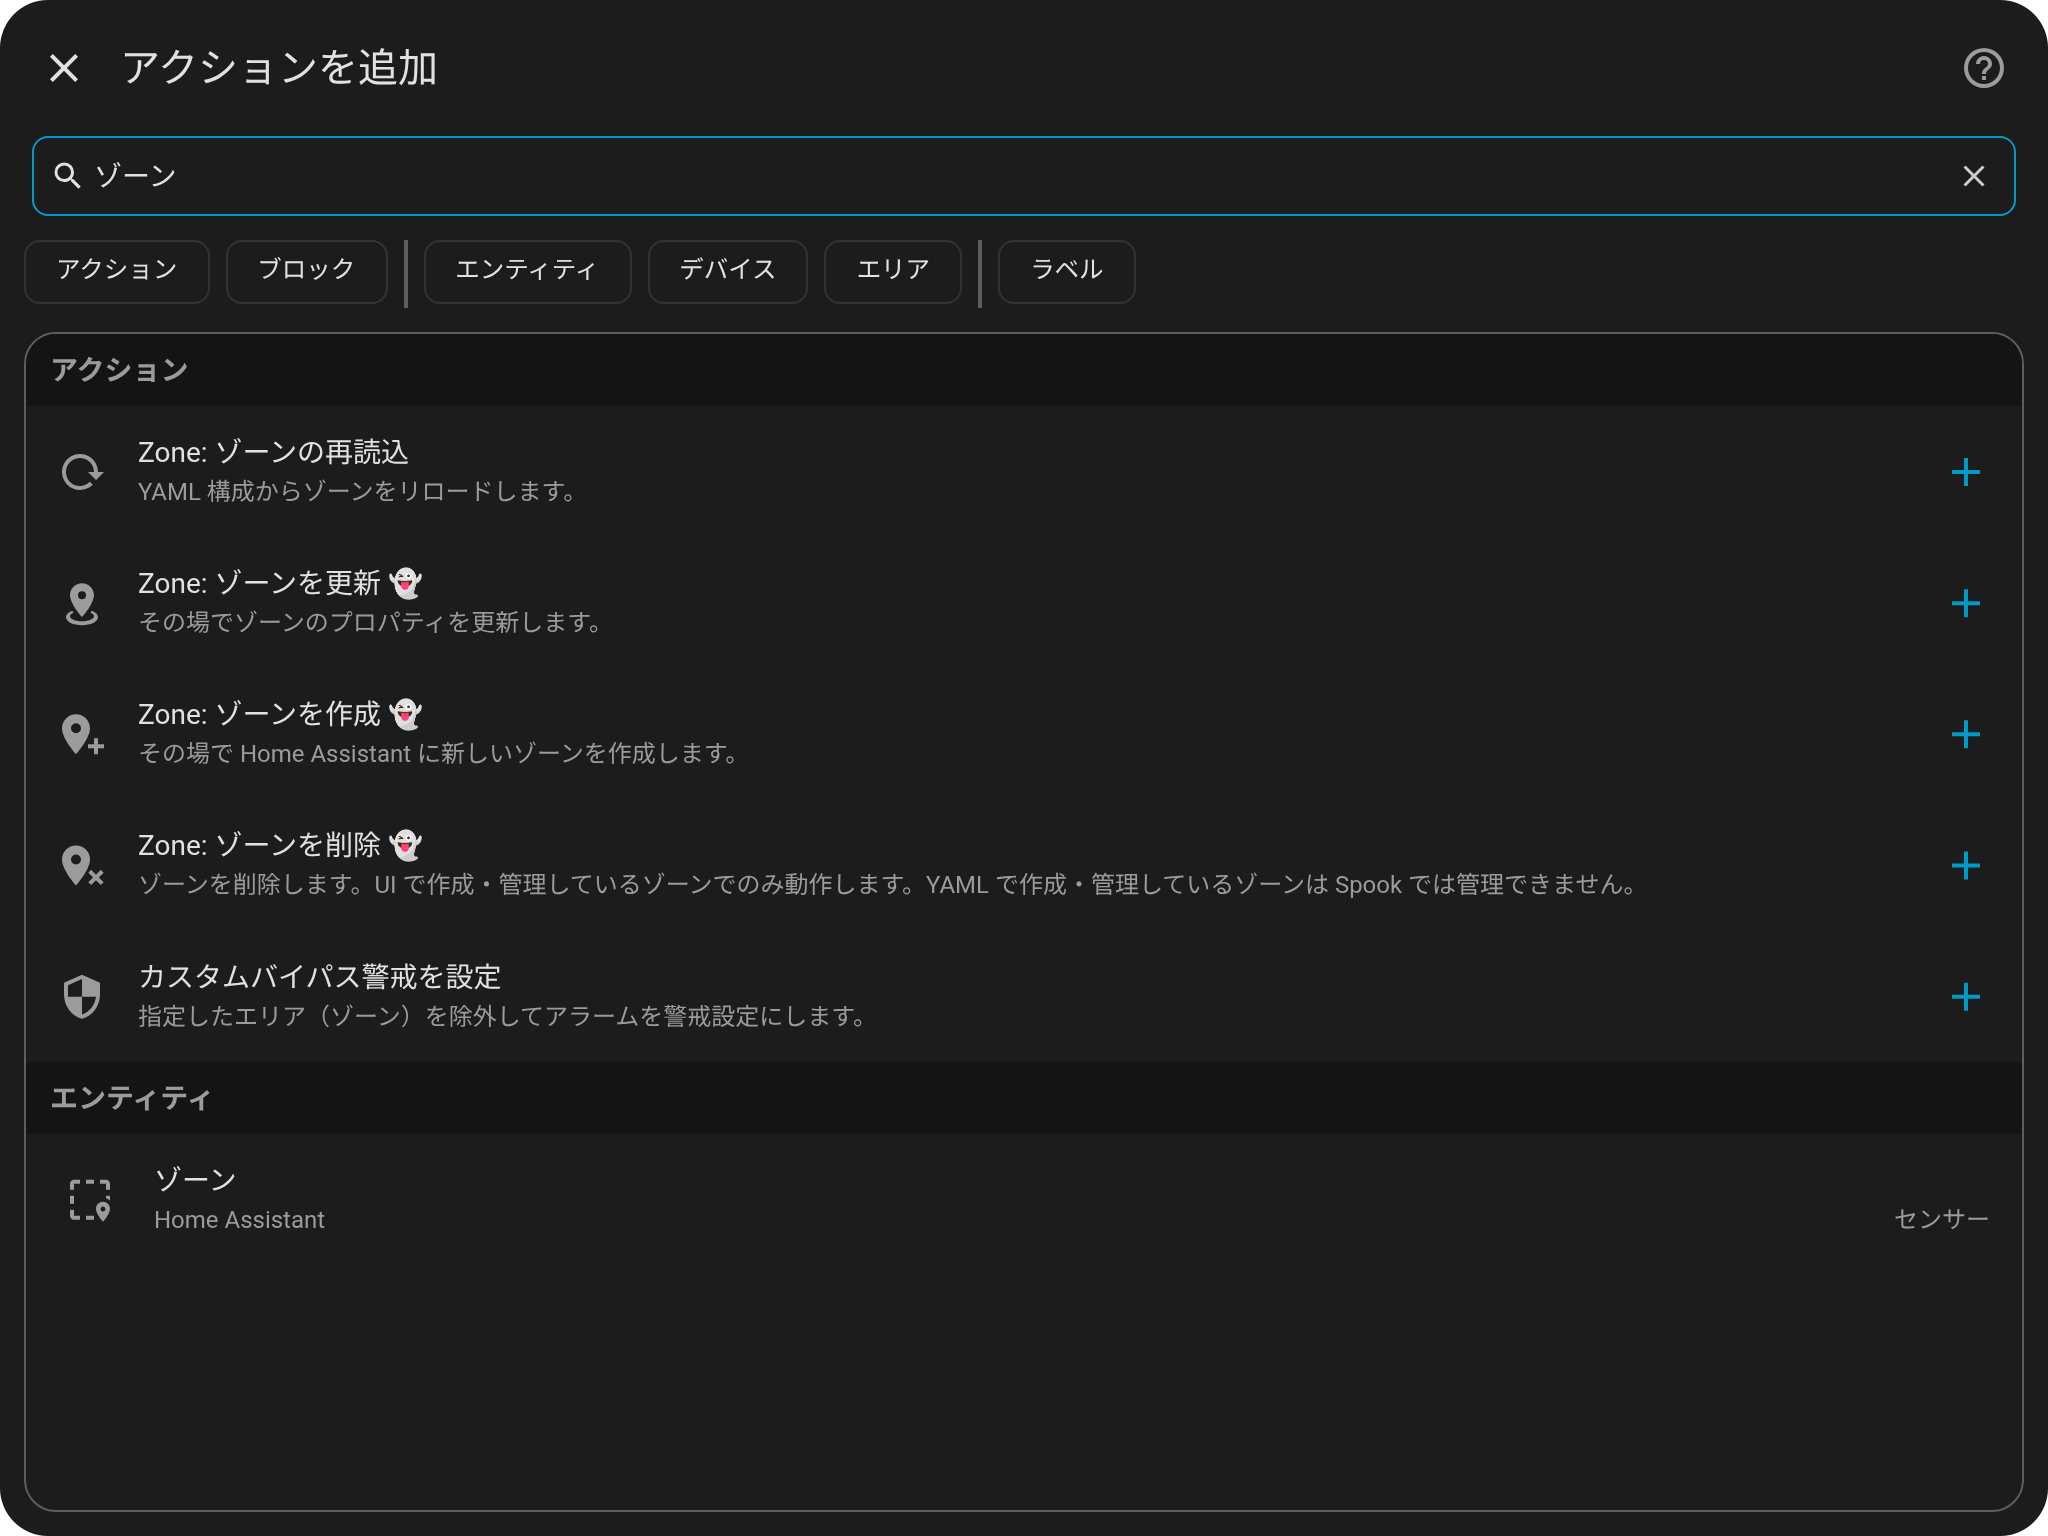 アクションを追加
ゾーン
アクション ブロック エンティティ デバイス エリア ラベル
アクション
Zone: ゾーンの再読込
YAML 構成からゾーンをリロードします。
Zone: ゾーンを更新 👻
その場でゾーンのプロパティを更新します。
Zone: ゾーンを作成 👻
その場で Home Assistant に新しいゾーンを作成します。
Zone: ゾーンを削除 👻
ゾーンを削除します。UI で作成・管理しているゾーンでのみ動作します。YAML で作成・管理しているゾーンは Spook では管理できません。
カスタムバイパス警戒を設定
指定したエリア（ゾーン）を除外してアラームを警戒設定にします。
エンティティ
ゾーン
Home Assistant センサー